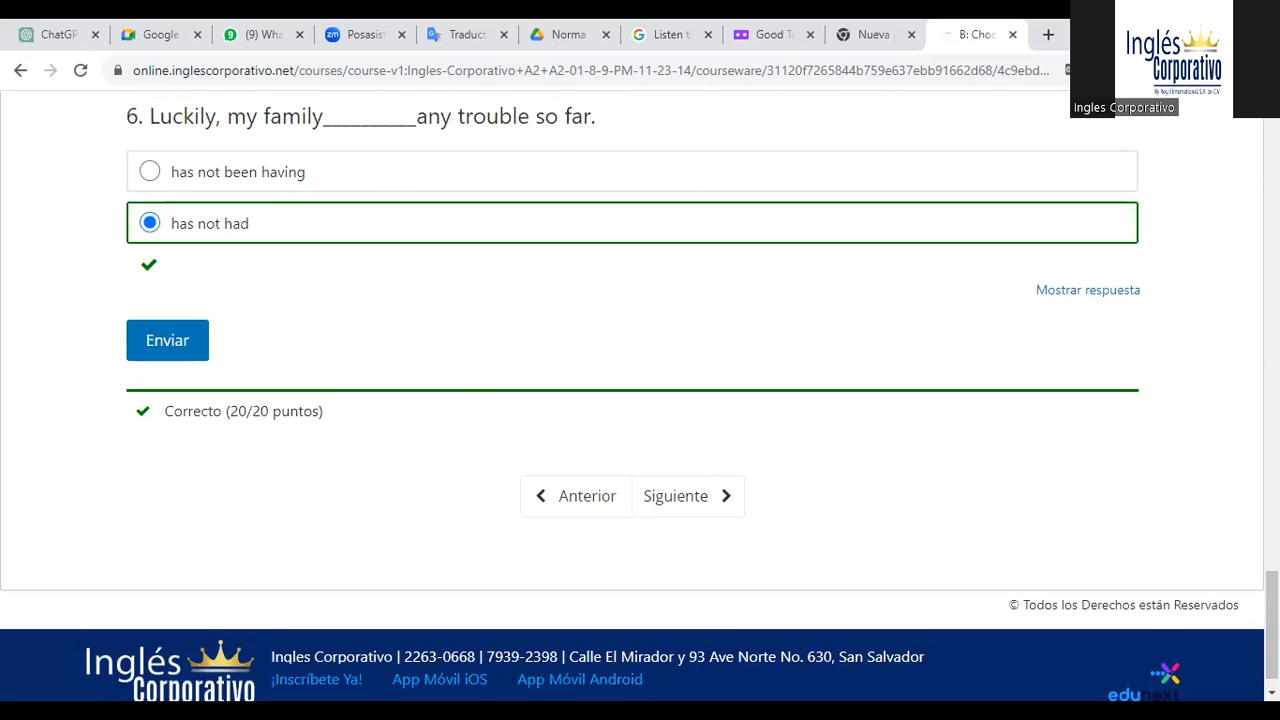 ChatGP
Google
(9) Wha
Posasist
Traduct
Norma
Listen t
Good Ta
Nueva p
B: Choo
online.inglescorporativo.net/courses/course-v1:Ingles-Corporativo+A2+A2-01-8-9-PM-11-23-14/courseware/31120f7265844b759e637ebb91662d68/4c9ebd...
Inglés
Corporativo
Ingles Corporativo
6. Luckily, my family__________any trouble so far.
has not been having
has not had
Mostrar respuesta
Enviar
Correcto (20/20 puntos)
Anterior
Siguiente
© Todos los Derechos están Reservados
Inglés
Corporativo
Ingles Corporativo | 2263-0668 | 7939-2398 | Calle El Mirador y 93 Ave Norte No. 630, San Salvador
¡Inscríbete Ya! App Móvil iOS App Móvil Android
edunext